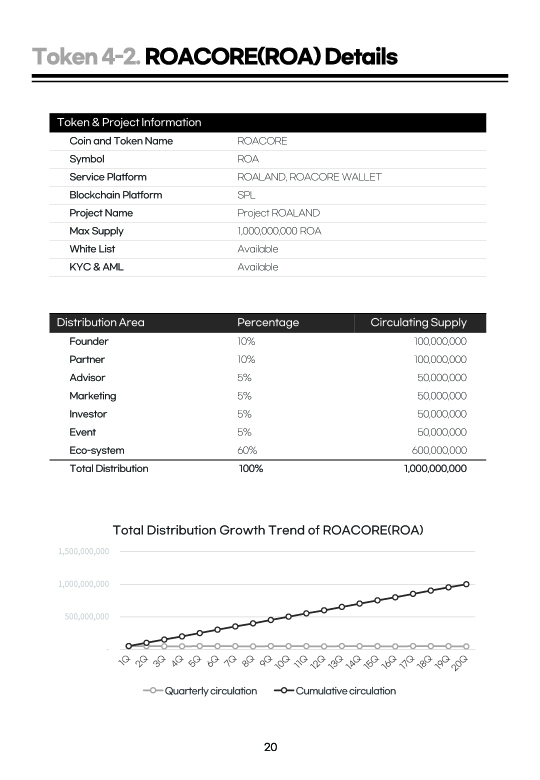 Token 4-2. ROACORE(ROA) Details
Token & Project Information
Coin and Token Name ROACORE
Symbol ROA
Service Platform ROALAND, ROACORE WALLET
Blockchain Platform SPL
Project Name Project ROALAND
Max Supply 1,000,000,000 ROA
White List Available
KYC & AML Available
Distribution Area Percentage Circulating Supply
Founder 10% 100,000,000
Partner 10% 100,000,000
Advisor 5% 50,000,000
Marketing 5% 50,000,000
Investor 5% 50,000,000
Event 5% 50,000,000
Eco-system 60% 600,000,000
Total Distribution 100% 1,000,000,000
Total Distribution Growth Trend of ROACORE(ROA)
1,500,000,000
1,000,000,000
500,000,000
-
1Q 2Q 3Q 4Q 5Q 6Q 7Q 8Q 9Q 10Q 11Q 12Q 13Q 14Q 15Q 16Q 17Q 18Q 19Q 20Q
Quarterly circulation Cumulative circulation
20